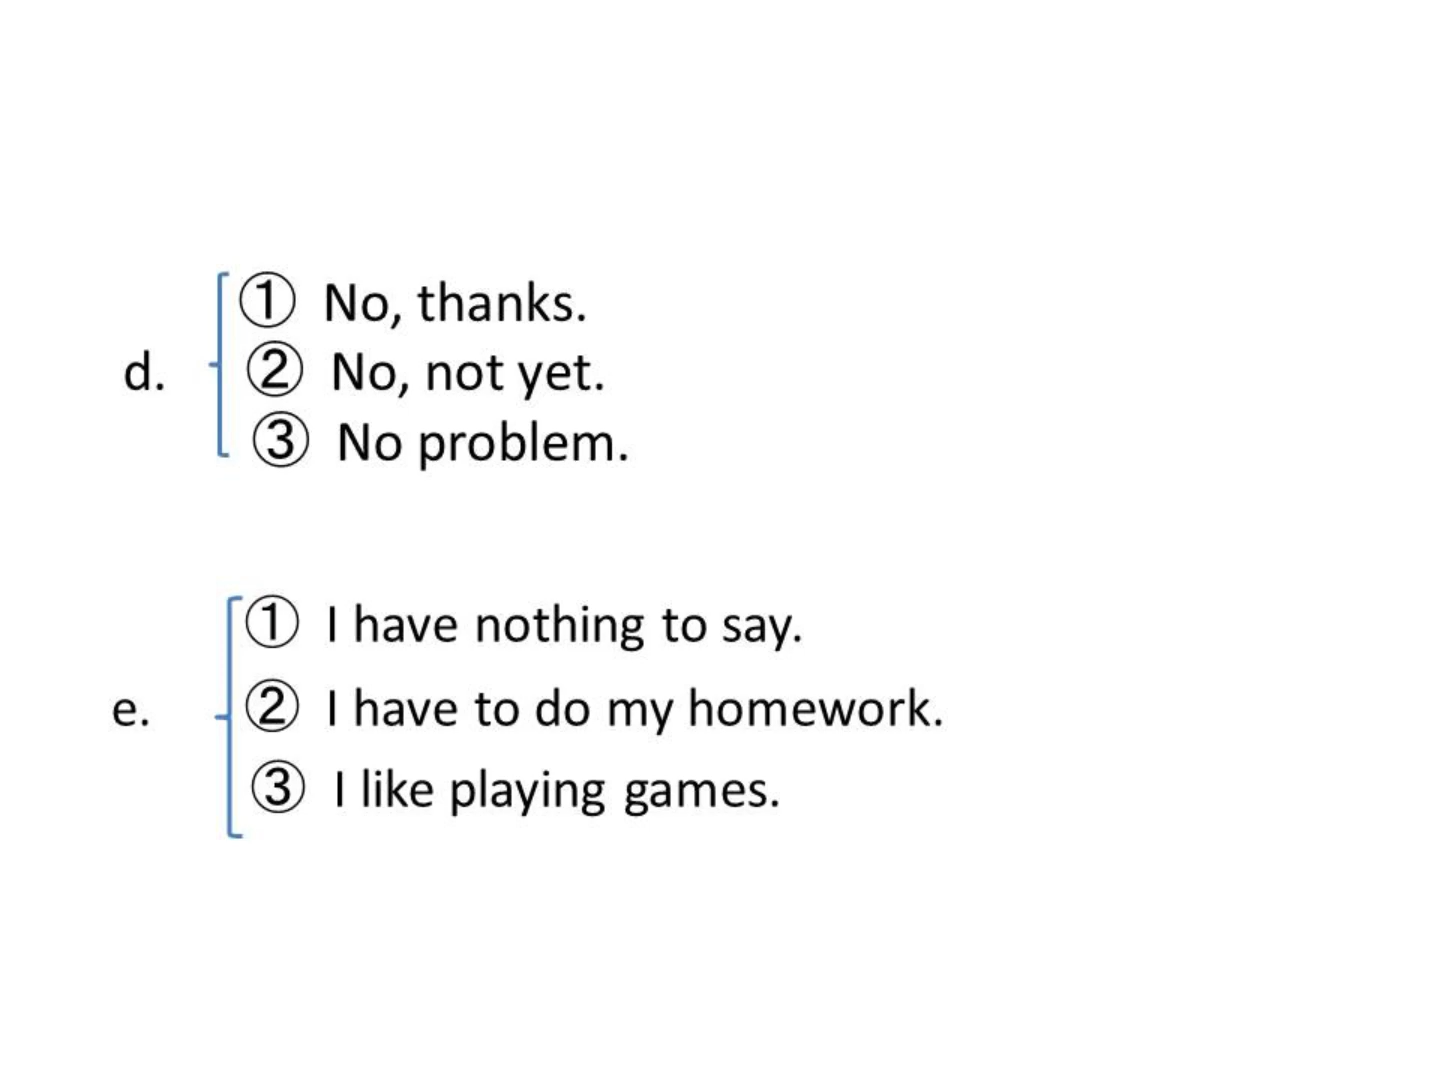 ① No, thanks.
d. ② No, not yet.
③ No problem.
① I have nothing to say.
e. ② I have to do my homework.
③ I like playing games.